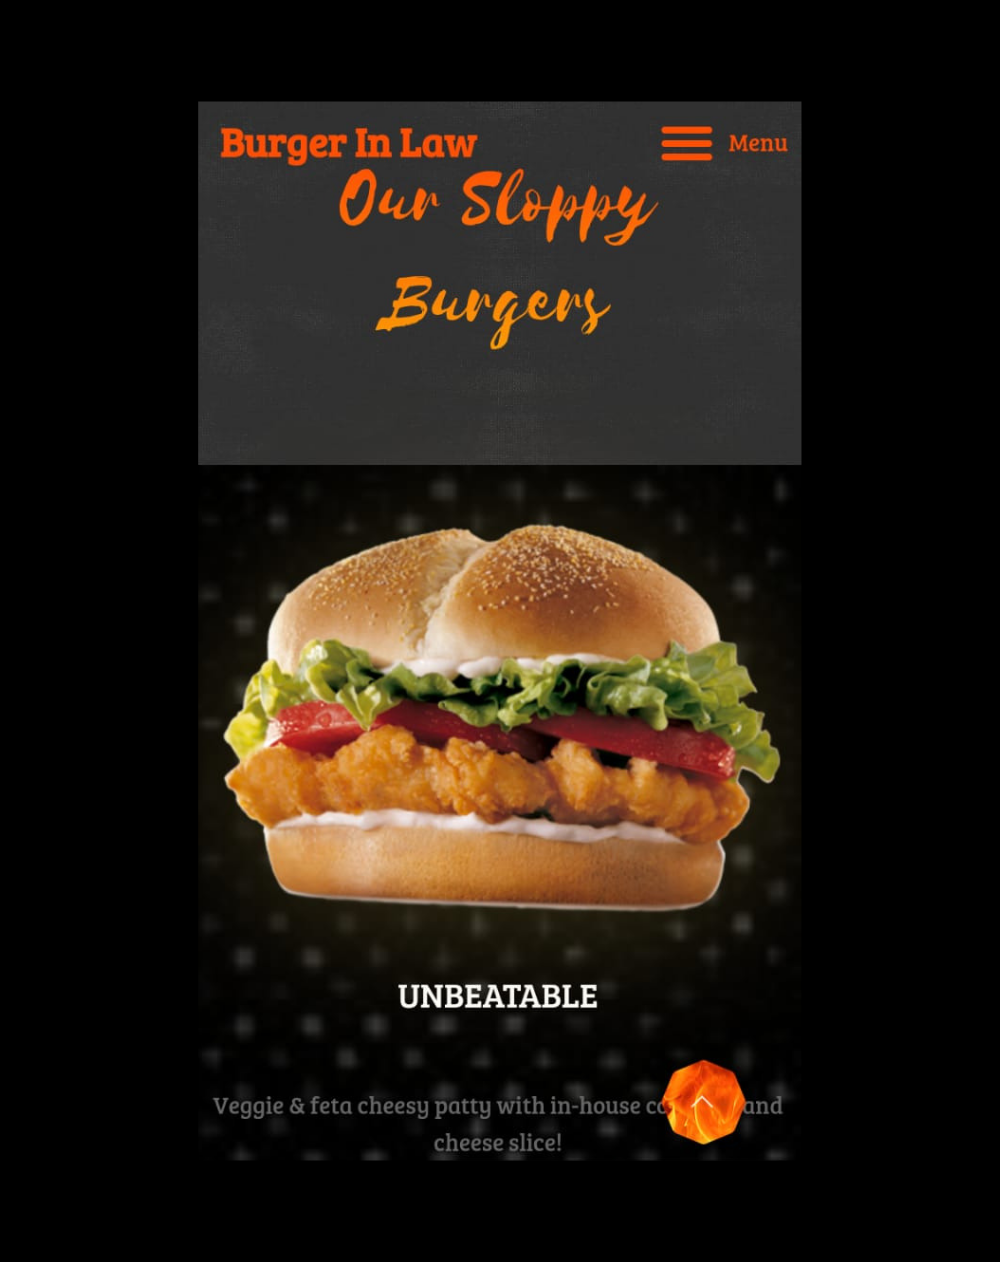 Burger In Law
Menu
Our Sloppy
Burgers
UNBEATABLE
Veggie & feta cheesy patty with in-house and
cheese slice!